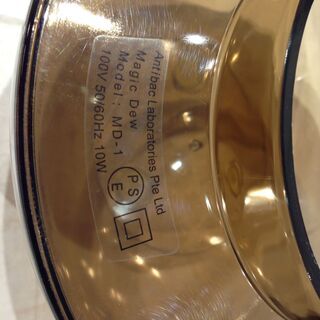 Antibac Laboratories Pte Ltd
Magic Dew
Model: MD-1
100V 50/60Hz 10W
PS
E